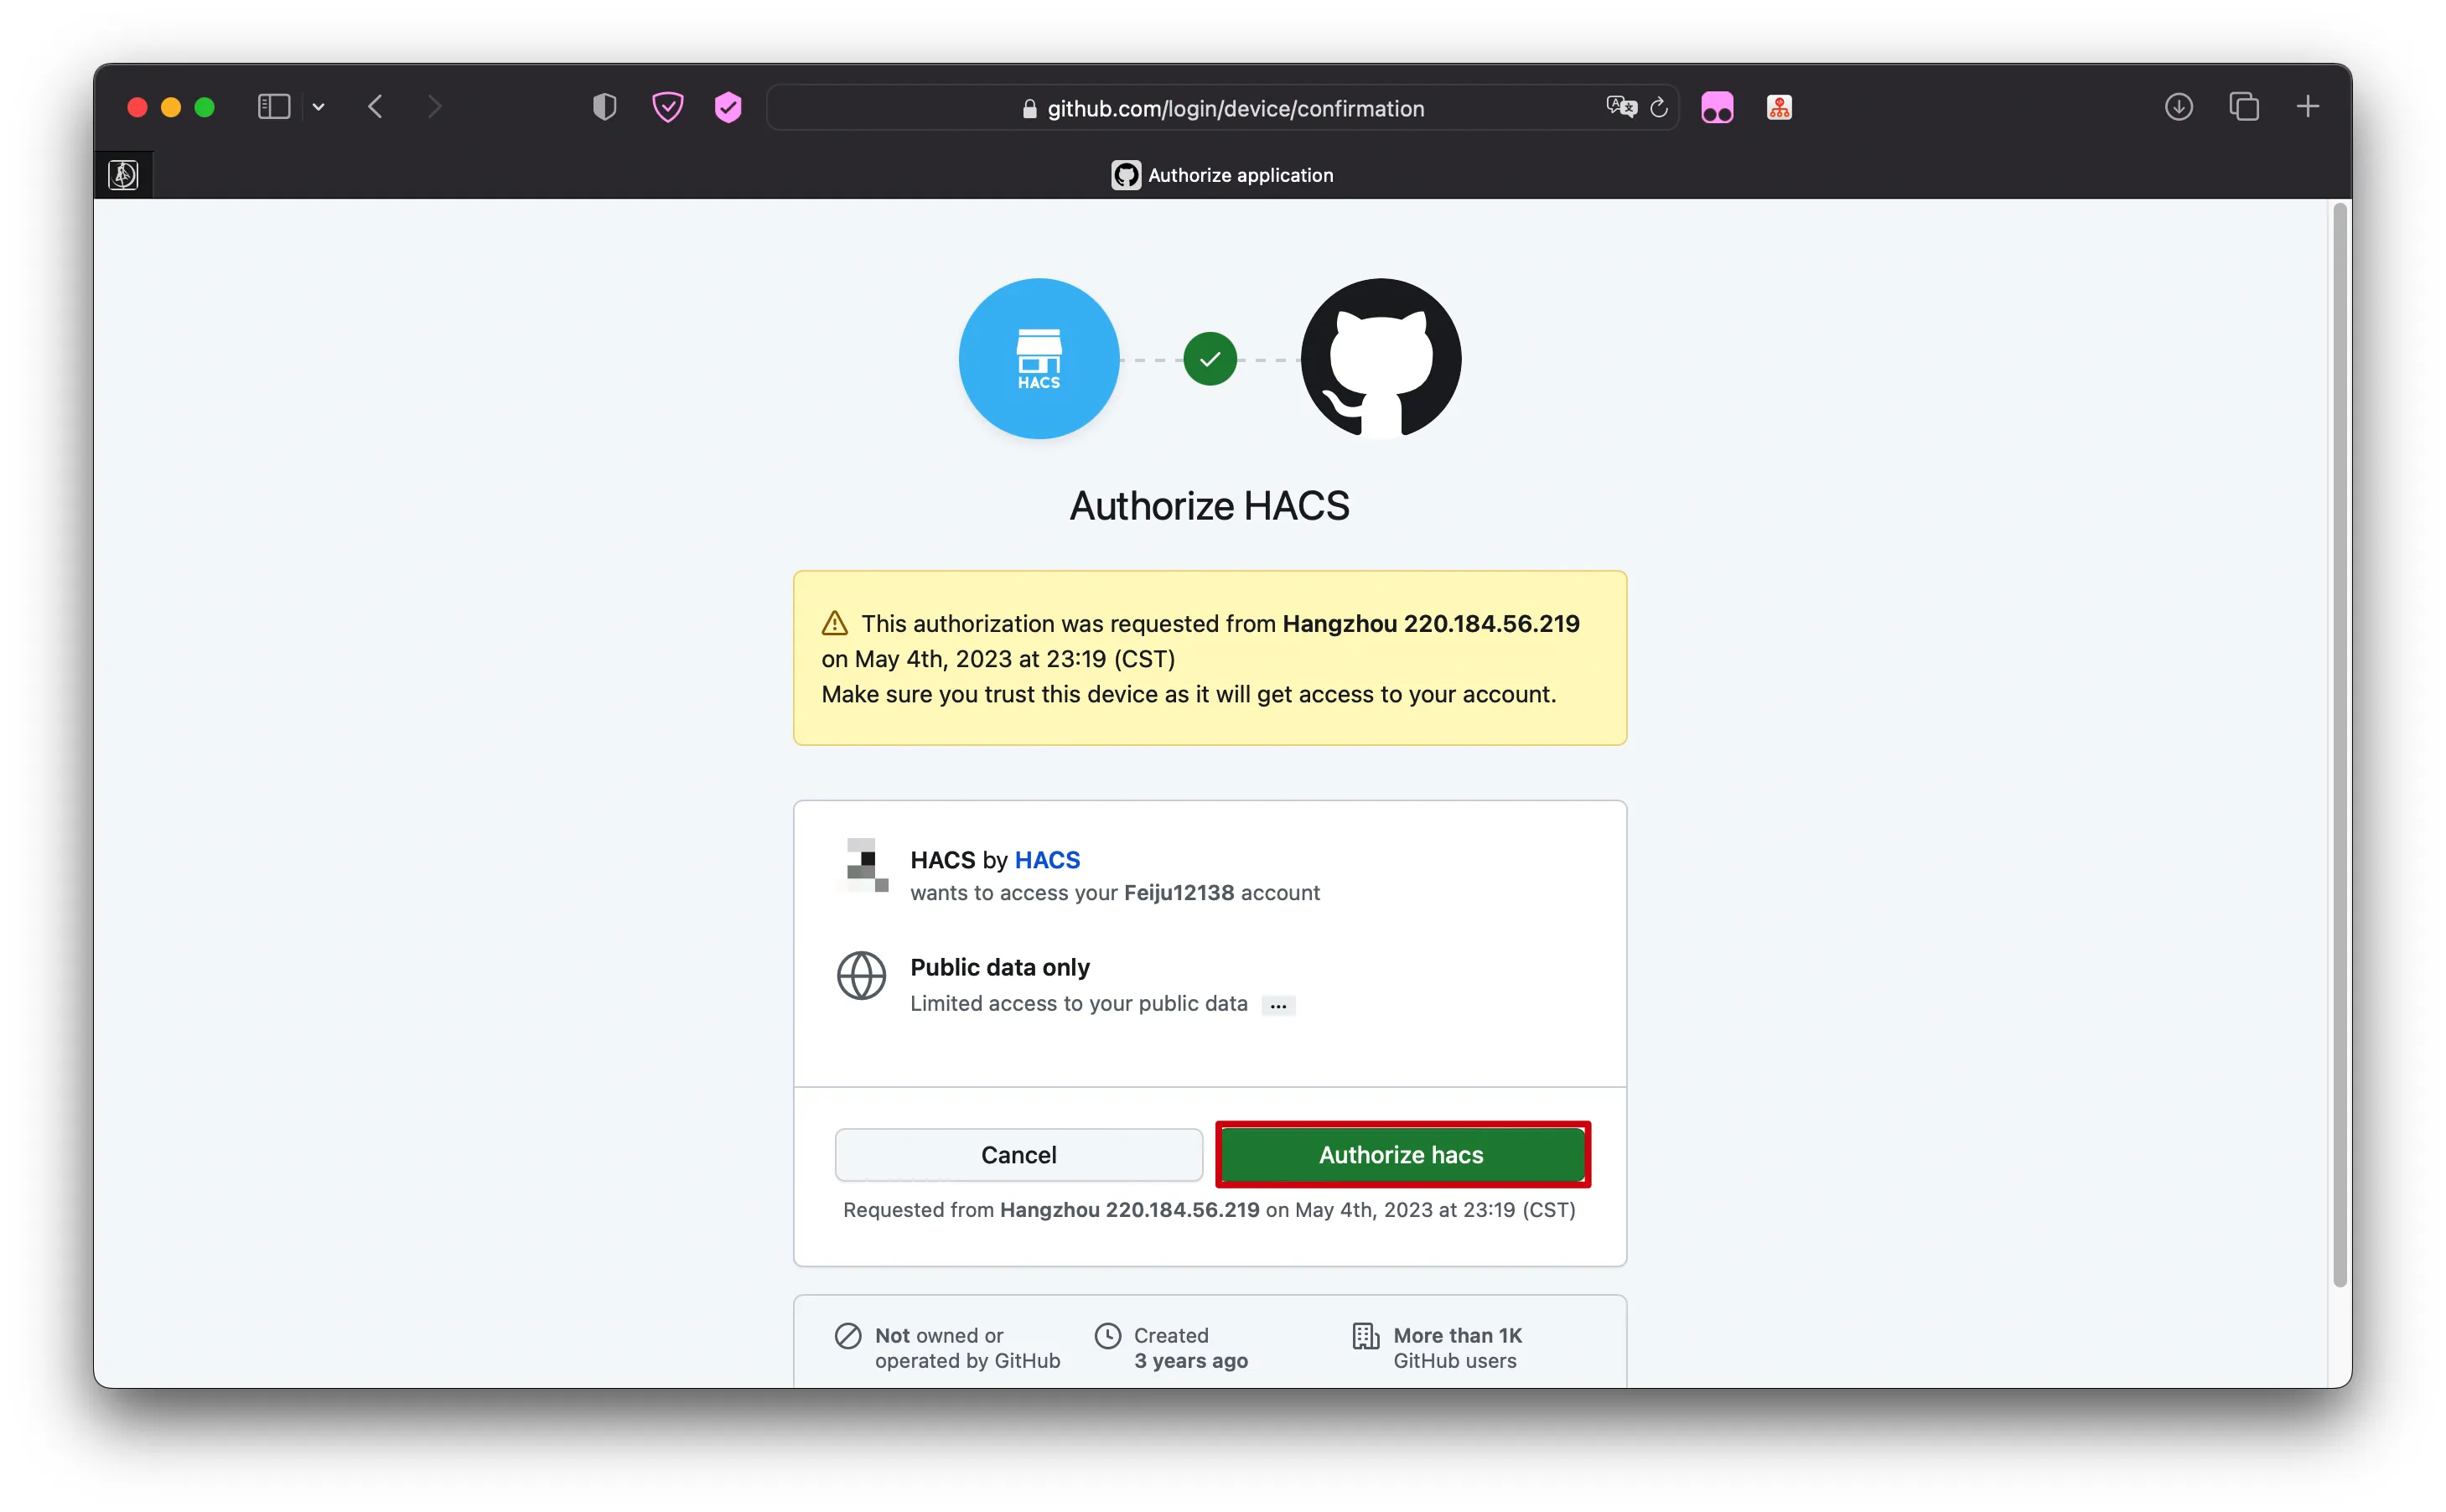 github.com/login/device/confirmation
Authorize application
HACS
Authorize HACS
This authorization was requested from Hangzhou 220.184.56.219
on May 4th, 2023 at 23:19 (CST)
Make sure you trust this device as it will get access to your account.
HACS by HACS
wants to access your Feiju12138 account
Public data only
Limited access to your public data ...
Cancel
Authorize hacs
Requested from Hangzhou 220.184.56.219 on May 4th, 2023 at 23:19 (CST)
Not owned or
operated by GitHub
Created
3 years ago
More than 1K
GitHub users